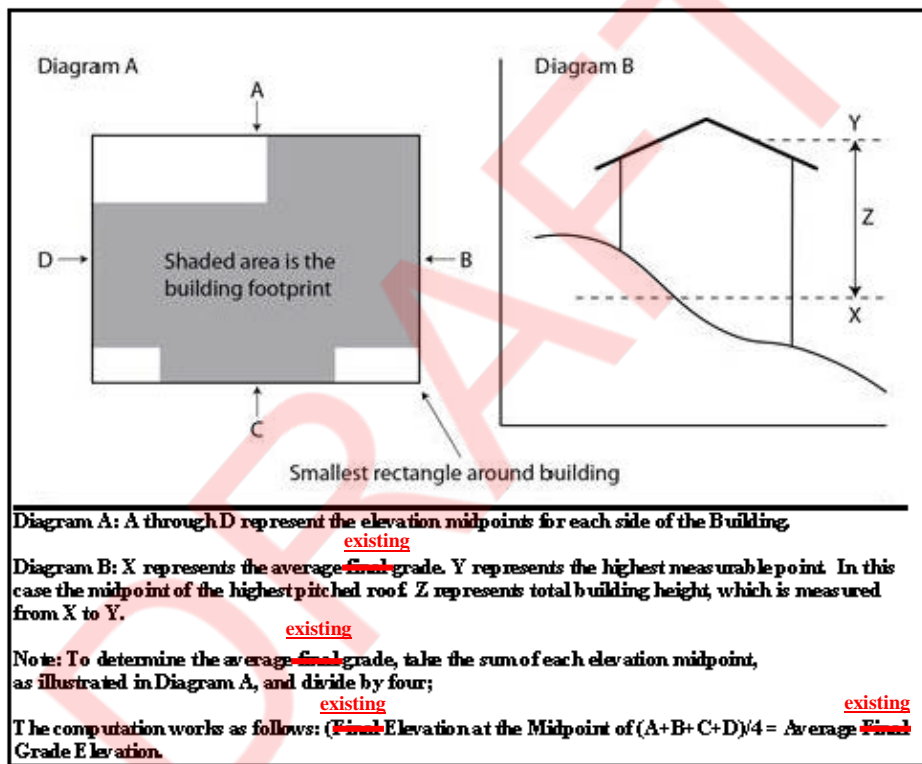 Diagram A
Diagram B
A
Y
D
Shaded area is the
building footprint
B
Z
X
C
Smallest rectangle around building
Diagram A: A through D represent the elevation midpoints for each side of the Building.
existing
Diagram B: X represents the average final grade. Y represents the highest measurable point. In this
case the midpoint of the highest pitched roof. Z represents total building height, which is measured
from X to Y.
existing
Note: To determine the average final grade, take the sum of each elevation midpoint,
as illustrated in Diagram A, and divide by four;
existing existing
The computation works as follows: (Final Elevation at the Midpoint of (A+B+C+D)/4 = Average Final
Grade Elevation.
DRAFT